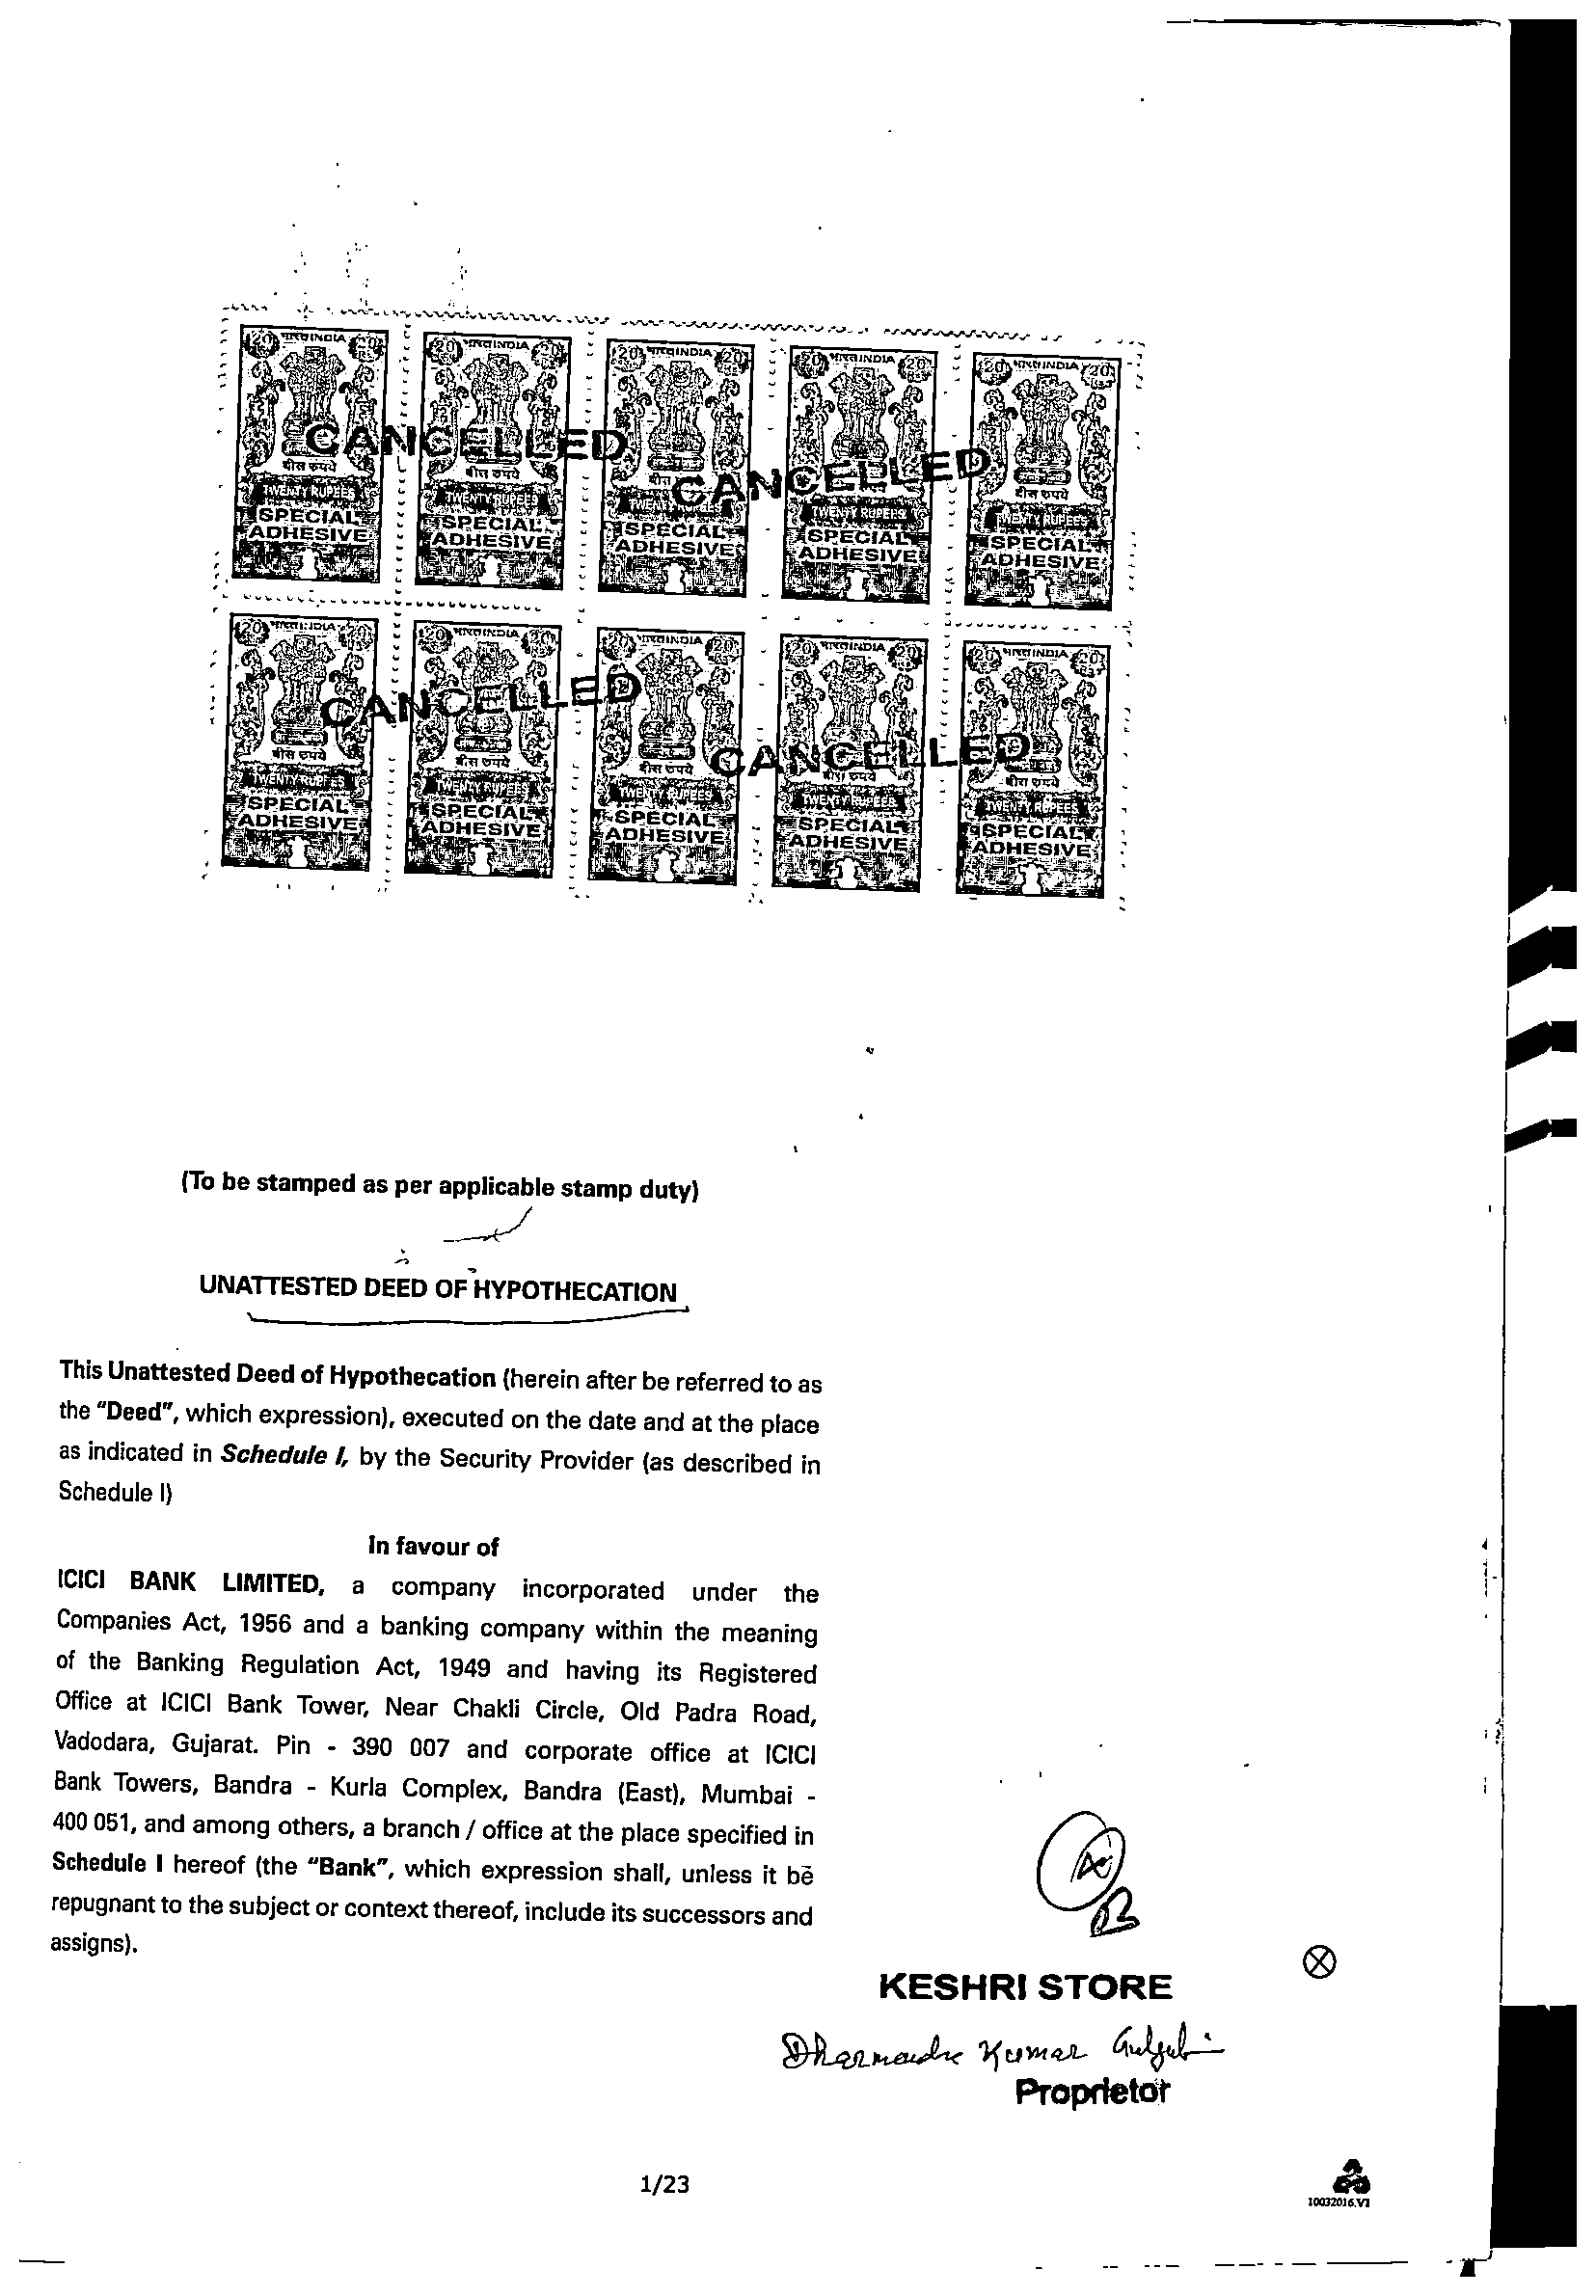 20 भारत INDIA 20 भारत INDIA 20 20 भारत INDIA 20 भारत INDIA 20 20 भारत INDIA 20
CANCELLED CANCELLED
बीस रुपये बीस रुपये बीस बीस रुपये
TWENTY RUPEES TWENTY RUPEES TWENTY RUPEES TWENTY RUPEES TWENTY RUPEES
SPECIAL SPECIAL SPECIAL SPECIAL SPECIAL
ADHESIVE ADHESIVE ADHESIVE ADHESIVE ADHESIVE
20 भारत INDIA 20 20 भारत INDIA 20 20 भारत INDIA 20 20 भारत INDIA 20 20 भारत INDIA 20
CANCELLED CANCELLED
बीस रुपये बीस रुपये बीस रुपये बीस रुपये बीस रुपये
TWENTY RUPEES TWENTY RUPEES TWENTY RUPEES TWENTY RUPEES TWENTY RUPEES
SPECIAL SPECIAL SPECIAL SPECIAL SPECIAL
ADHESIVE ADHESIVE ADHESIVE ADHESIVE ADHESIVE
(To be stamped as per applicable stamp duty)
UNATTESTED DEED OF HYPOTHECATION
This Unattested Deed of Hypothecation (herein after be referred to as
the "Deed", which expression), executed on the date and at the place
as indicated in Schedule I, by the Security Provider (as described in
Schedule I)
In favour of
ICICI BANK LIMITED, a company incorporated under the
Companies Act, 1956 and a banking company within the meaning
of the Banking Regulation Act, 1949 and having its Registered
Office at ICICI Bank Tower, Near Chakli Circle, Old Padra Road,
Vadodara, Gujarat. Pin - 390 007 and corporate office at ICICI
Bank Towers, Bandra - Kurla Complex, Bandra (East), Mumbai -
400 051, and among others, a branch / office at the place specified in
Schedule I hereof (the "Bank", which expression shall, unless it be
repugnant to the subject or context thereof, include its successors and
assigns).
KESHRI STORE
Kumar
Proprietor
1/23
10032016.V1